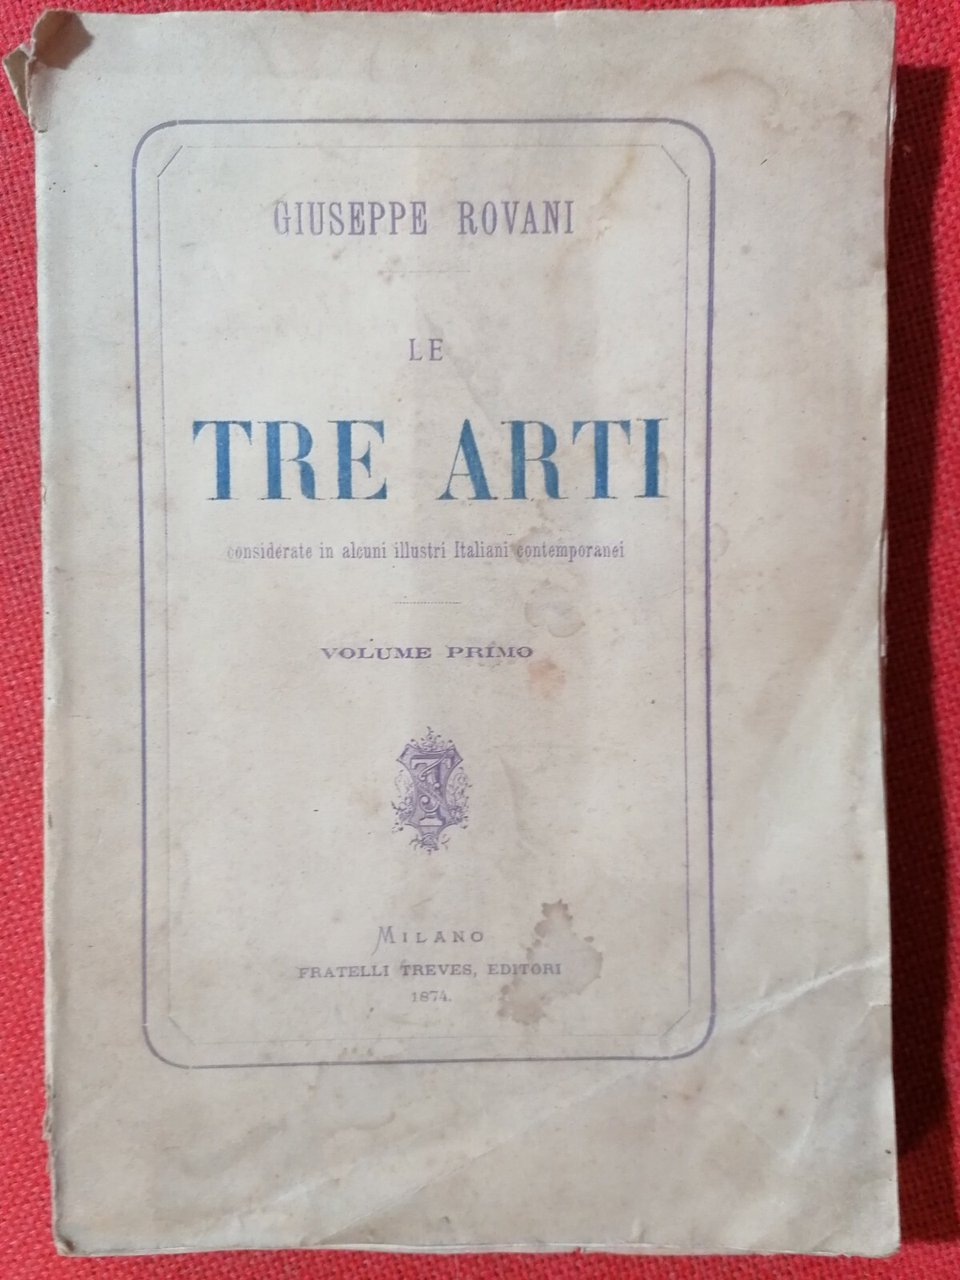 GIUSEPPE ROVANI
LE
TRE ARTI
considerate in alcuni illustri Italiani contemporanei
VOLUME PRIMO
MILANO
FRATELLI TREVES, EDITORI
1874.